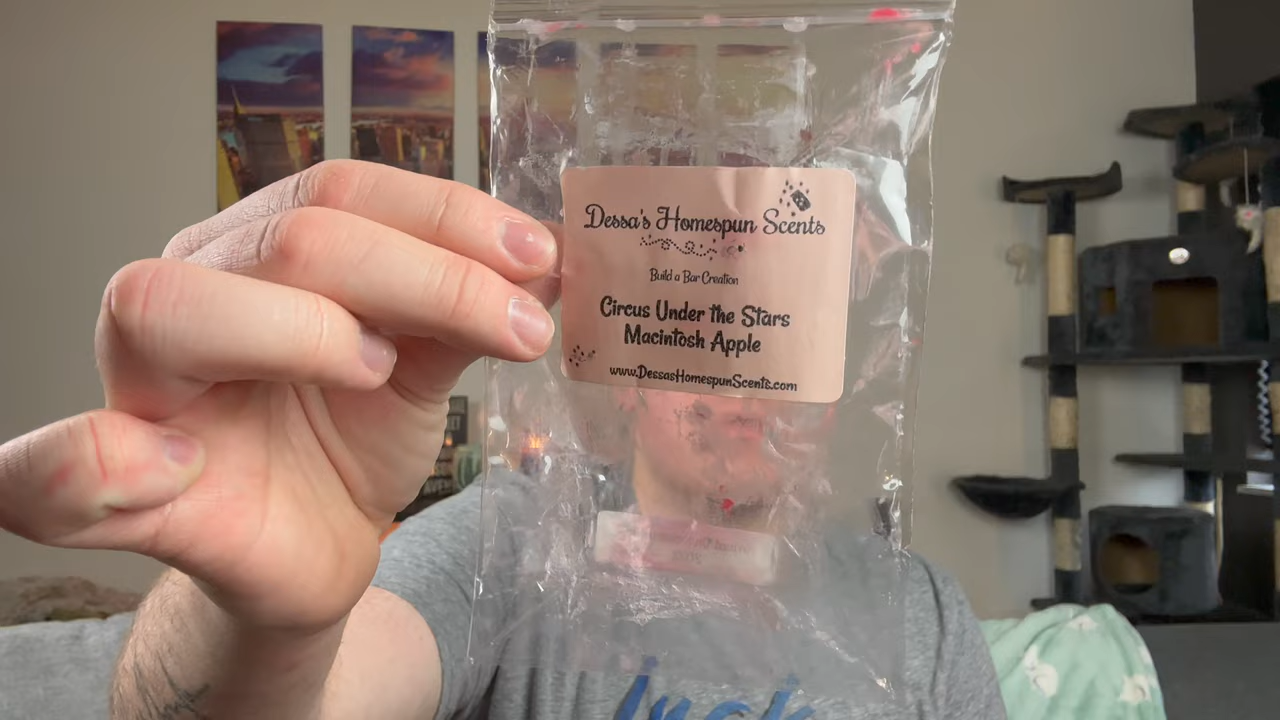 Dessa's Homespun Scents
Build a Bar Creation
Circus Under the Stars
Macintosh Apple
www.DessasHomespunScents.com